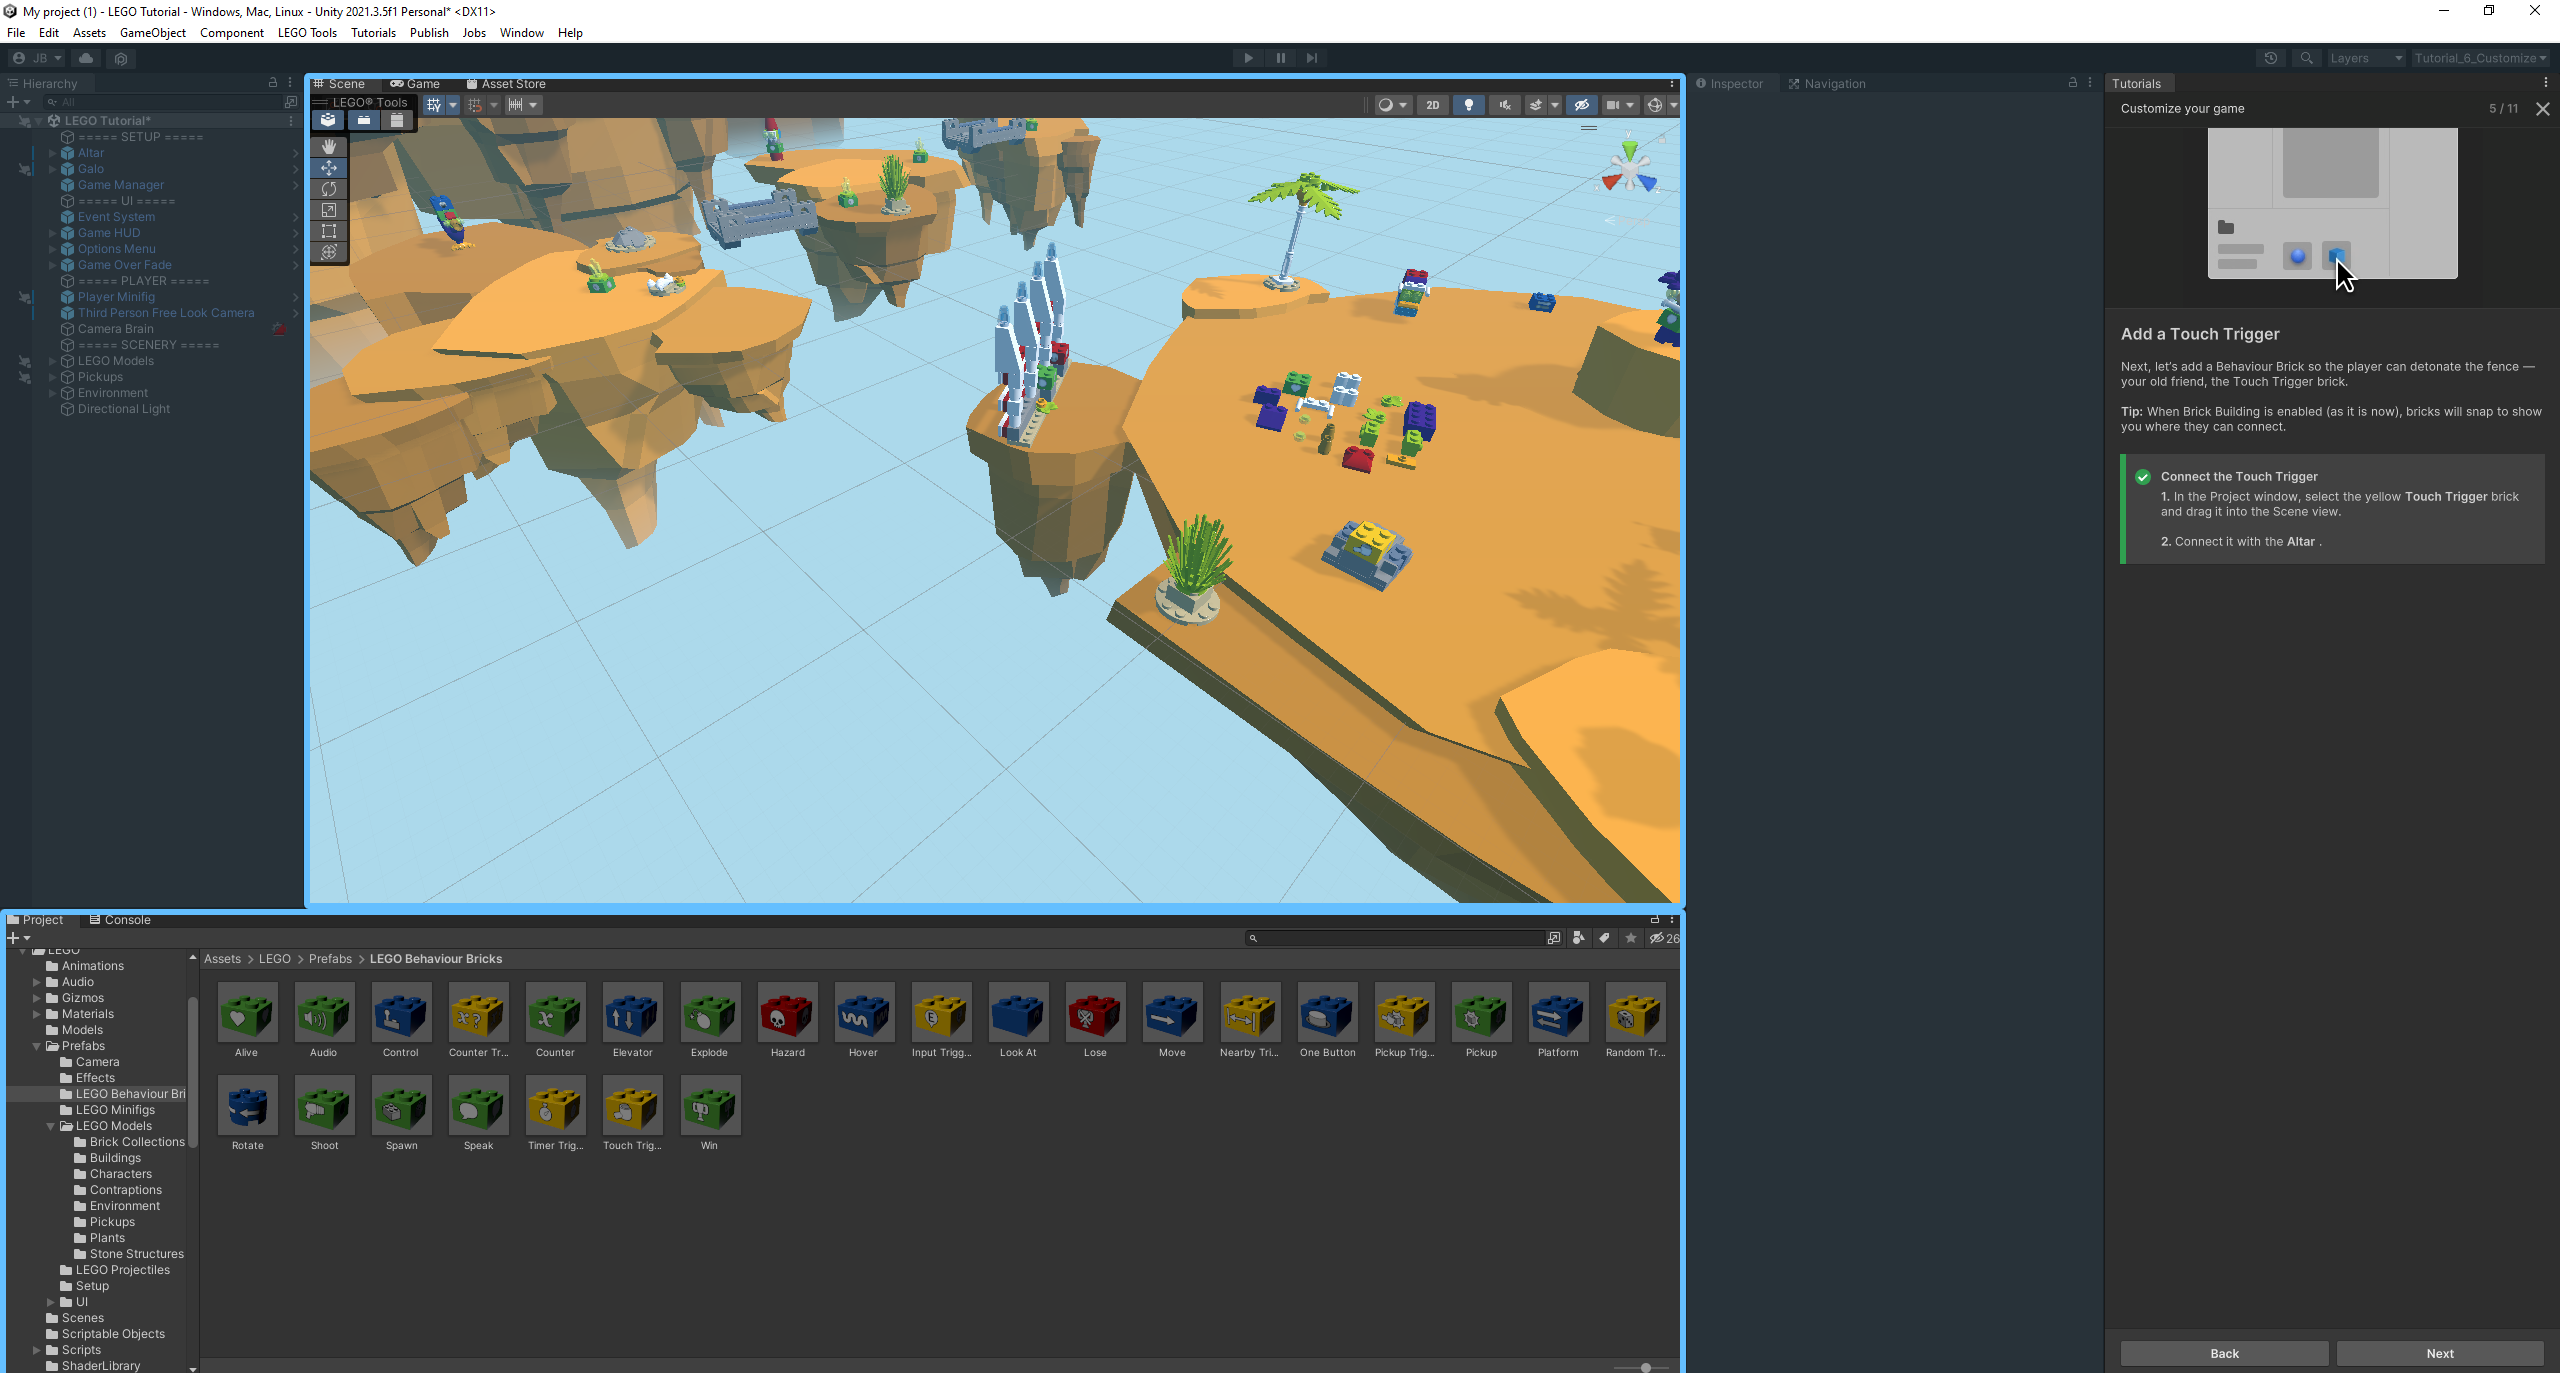 My project (1) - LEGO Tutorial - Windows, Mac, Linux - Unity 2021.3.5f1 Personal* <DX11>
File Edit Assets GameObject Component LEGO Tools Tutorials Publish Jobs Window Help
JB
Layers
Tutorial_6_Customize
Hierarchy
All
LEGO Tutorial*
===== SETUP =====
Altar
Galo
Game Manager
===== UI =====
Event System
Game HUD
Options Menu
Game Over Fade
===== PLAYER =====
Player Minifig
Third Person Free Look Camera
Camera Brain
===== SCENERY =====
LEGO Models
Pickups
Environment
Directional Light
Scene Game Asset Store
LEGO® Tools
2D
Y
Inspector Navigation
Tutorials
Customize your game 5 / 11
Add a Touch Trigger
Next, let's add a Behaviour Brick so the player can detonate the fence —
your old friend, the Touch Trigger brick.
Tip: When Brick Building is enabled (as it is now), bricks will snap to show
you where they can connect.
Connect the Touch Trigger
1. In the Project window, select the yellow Touch Trigger brick
and drag it into the Scene view.
2. Connect it with the Altar .
Back Next
Project Console
26
LEGO
Animations
Audio
Gizmos
Materials
Models
Prefabs
Camera
Effects
LEGO Behaviour Bri
LEGO Minifigs
LEGO Models
Brick Collections
Buildings
Characters
Contraptions
Environment
Pickups
Plants
Stone Structures
LEGO Projectiles
Setup
UI
Scenes
Scriptable Objects
Scripts
ShaderLibrary
Assets > LEGO > Prefabs > LEGO Behaviour Bricks
Alive Audio Control Counter Tr... Counter Elevator Explode Hazard Hover Input Trigg... Look At Lose Move Nearby Tri... One Button Pickup Trig... Pickup Platform Random Tr...
Rotate Shoot Spawn Speak Timer Trig... Touch Trig... Win